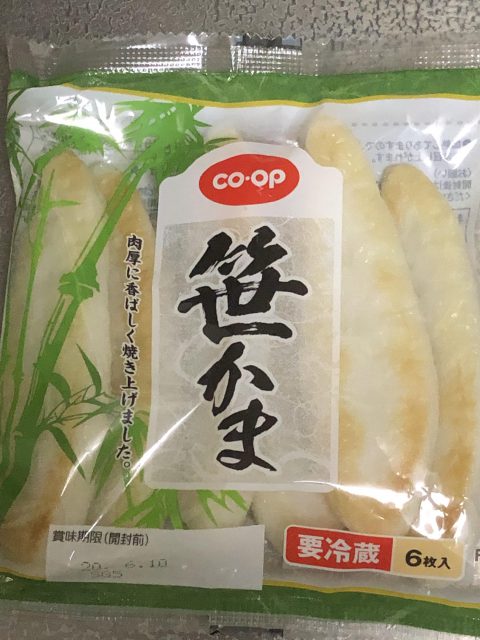 co·op
笹かま
肉厚に香ばしく焼き上げました。
賞味期限(開封前)
20. 6.10
SG5
要冷蔵
6枚入